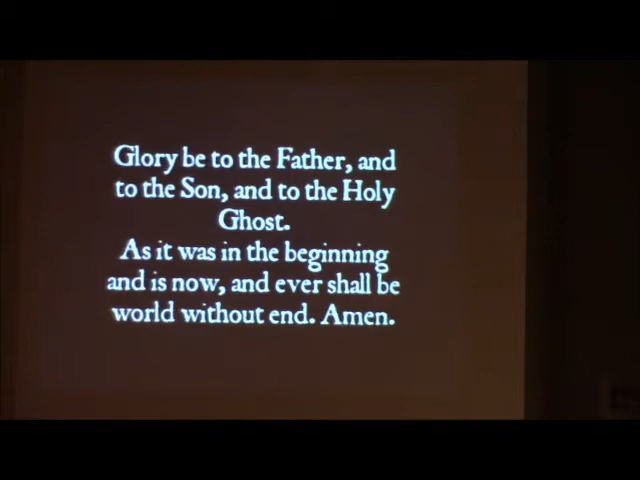 Glory be to the Father, and
to the Son, and to the Holy
Ghost.
As it was in the beginning
and is now, and ever shall be
world without end. Amen.